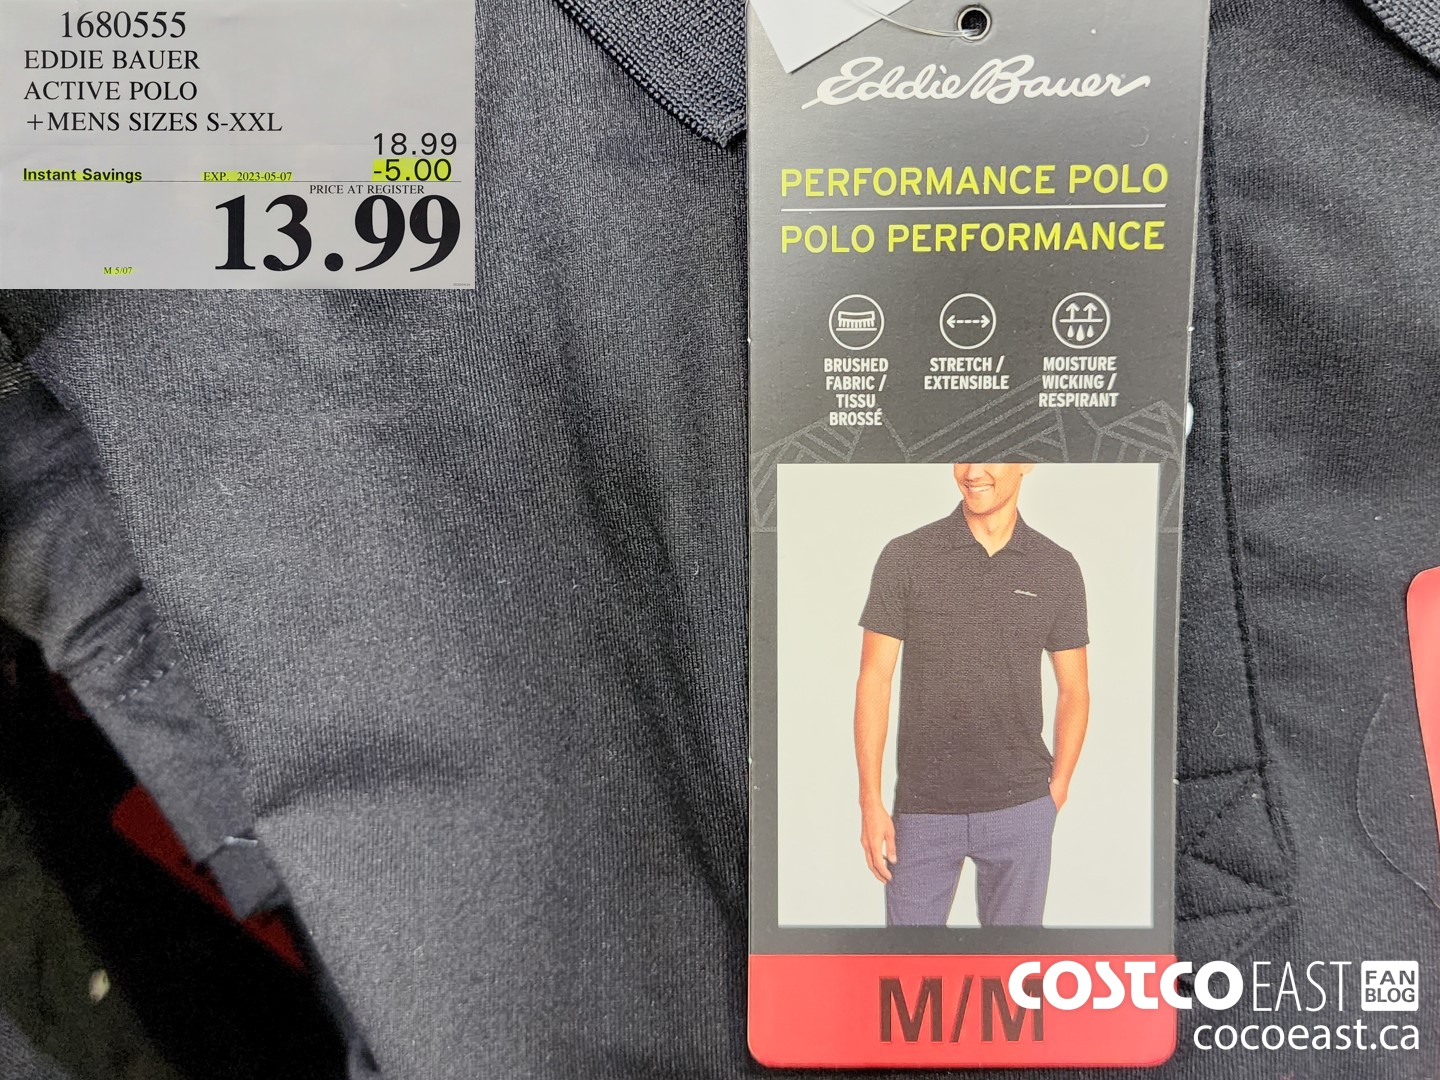 1680555
EDDIE BAUER
ACTIVE POLO
+MENS SIZES S-XXL
18.99
Instant Savings EXP. 2023-05-07 -5.00
PRICE AT REGISTER
13.99
M 5/07
Eddie Bauer
PERFORMANCE POLO
POLO PERFORMANCE
BRUSHED
FABRIC /
TISSU
BROSSÉ
STRETCH /
EXTENSIBLE
MOISTURE
WICKING /
RESPIRANT
M/M
COSTCO EAST FAN BLOG
cocoeast.ca